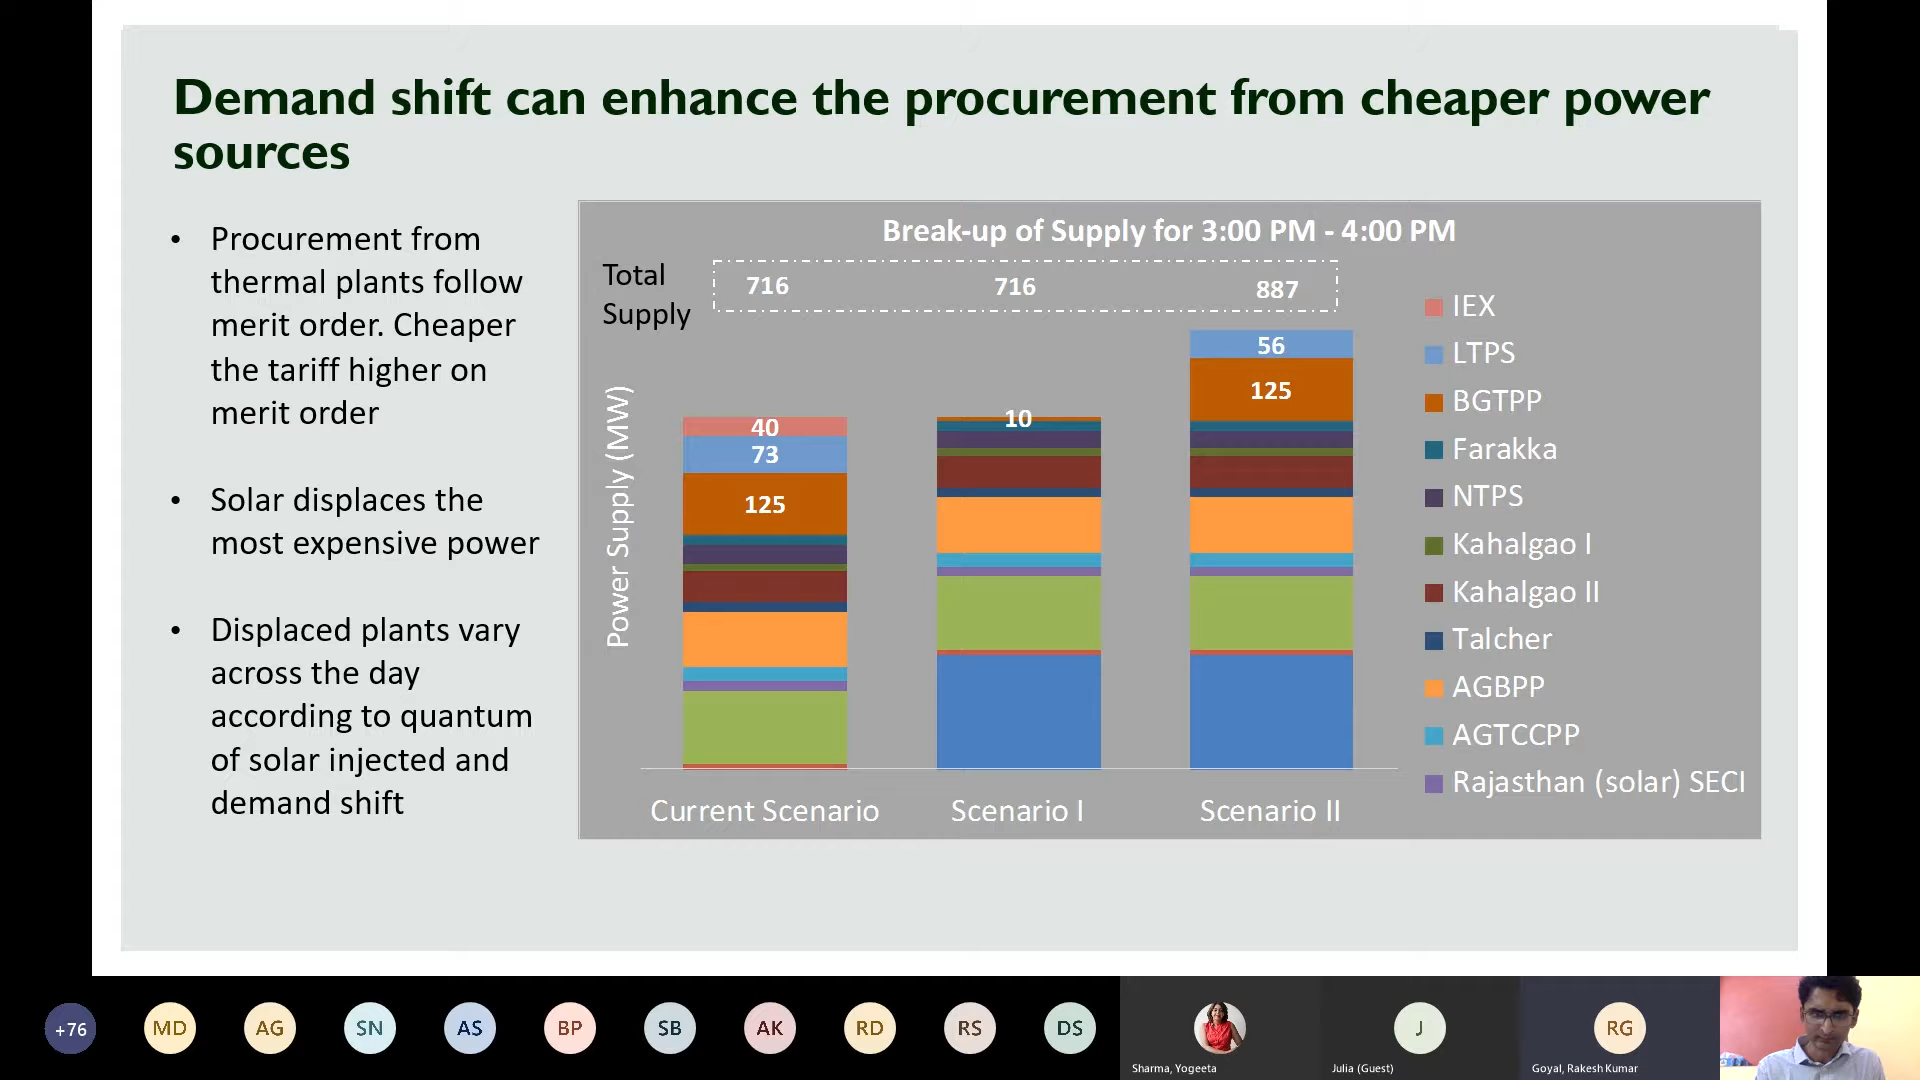 Demand shift can enhance the procurement from cheaper power
sources
• Procurement from
thermal plants follow
merit order. Cheaper
the tariff higher on
merit order
• Solar displaces the
most expensive power
• Displaced plants vary
across the day
according to quantum
of solar injected and
demand shift
Break-up of Supply for 3:00 PM - 4:00 PM
Total
Supply
716 716 887
Power Supply (MW)
40
73
125
10
56
125
Current Scenario Scenario I Scenario II
IEX
LTPS
BGTPP
Farakka
NTPS
Kahalgao I
Kahalgao II
Talcher
AGBPP
AGTCCPP
Rajasthan (solar) SECI
+76 MD AG SN AS BP SB AK RD RS DS J RG
Sharma, Yogeeta Julia (Guest) Goyal, Rakesh Kumar